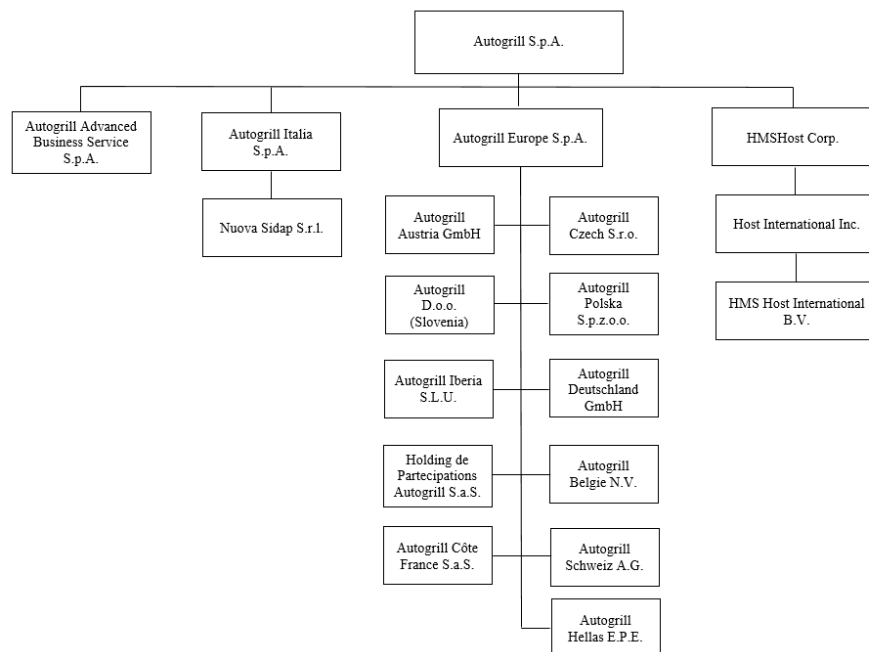 Autogrill S.p.A.
Autogrill Advanced
Business Service
S.p.A.
Autogrill Italia
S.p.A.
Autogrill Europe S.p.A.
HMSHost Corp.
Nuova Sidap S.r.l.
Autogrill
Austria GmbH
Autogrill
Czech S.r.o.
Host International Inc.
Autogrill
D.o.o.
(Slovenia)
Autogrill
Polska
S.p.z.o.o.
HMS Host International
B.V.
Autogrill Iberia
S.L.U.
Autogrill
Deutschland
GmbH
Holding de
Partecipations
Autogrill S.a.S.
Autogrill
Belgie N.V.
Autogrill Côte
France S.a.S.
Autogrill
Schweiz A.G.
Autogrill
Hellas E.P.E.